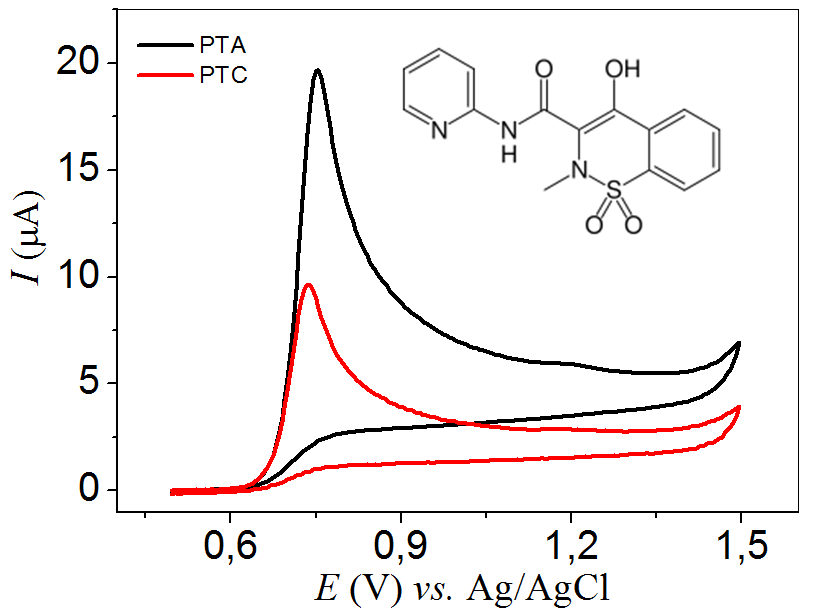 PTA
PTC
20
15
10
5
0
I (μA)
O
OH
N
N
H
N
S
O
O
0,6
0,9
1,2
1,5
E (V) vs. Ag/AgCl